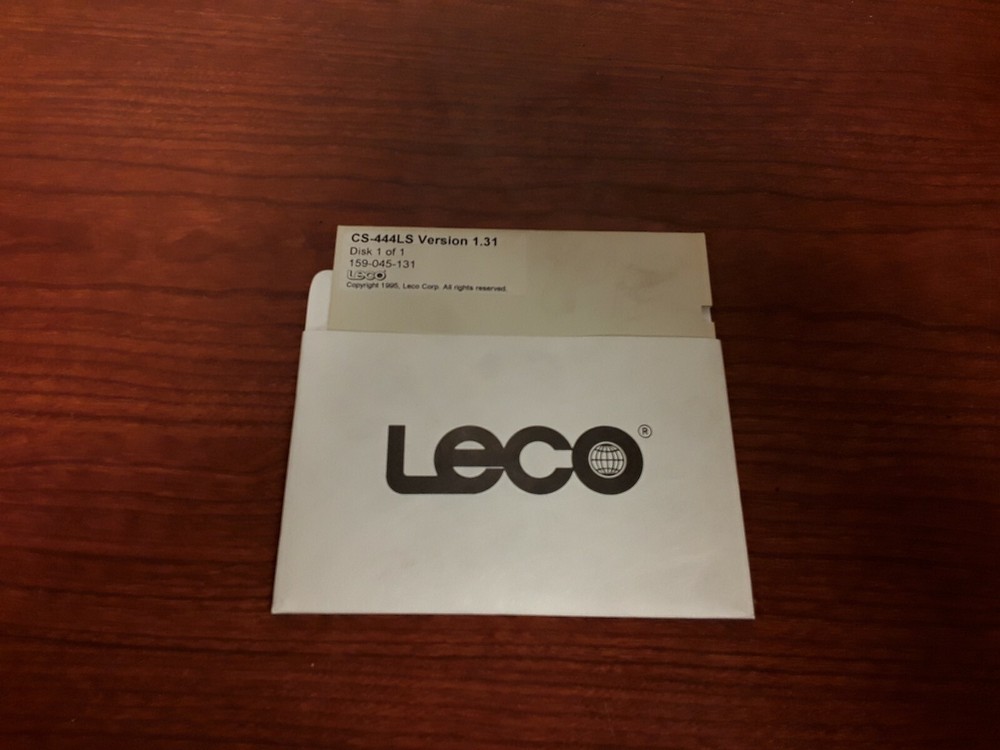 CS-444LS Version 1.31
Disk 1 of 1
159-045-131
LECO
Copyright 1995, Leco Corp. All rights reserved.
LECO ®